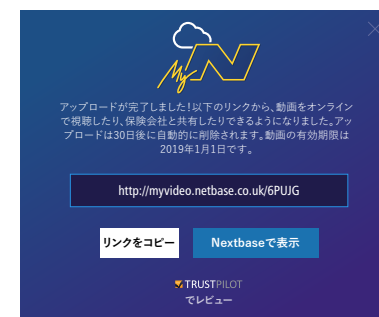 My N
アップロードが完了しました!以下のリンクから、動画をオンライン
で視聴したり、保険会社と共有したりできるようになりました。アッ
プロードは30日後に自動的に削除されます。動画の有効期限は
2019年1月1日です。
http://myvideo.netbase.co.uk/6PUJG
リンクをコピー
Nextbaseで表示
TRUSTPILOT
でレビュー